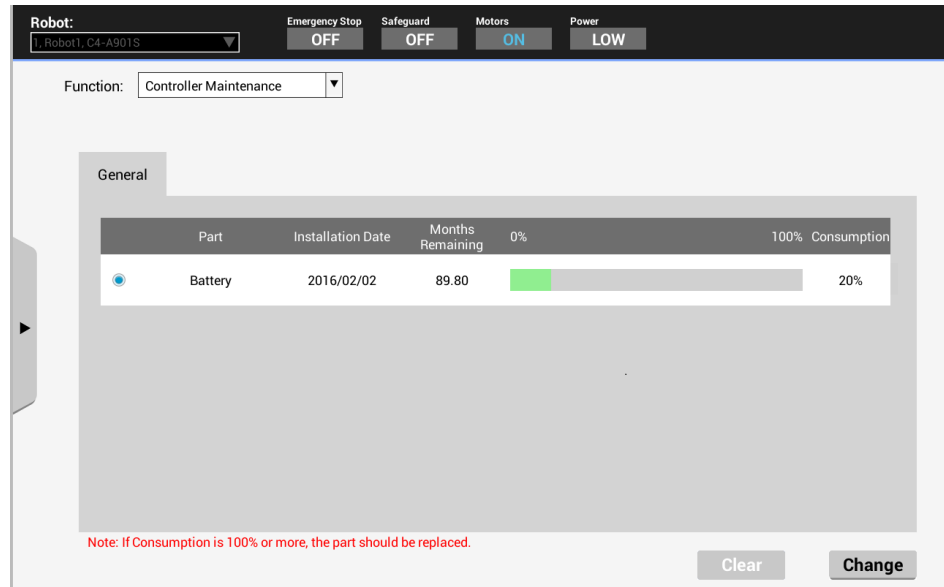 Robot:
1, Robot1, C4-A901S
Emergency Stop
OFF
Safeguard
OFF
Motors
ON
Power
LOW
Function: Controller Maintenance
General
Part Installation Date Months Remaining 0% 100% Consumption
Battery 2016/02/02 89.80 20%
Note: If Consumption is 100% or more, the part should be replaced.
Clear Change